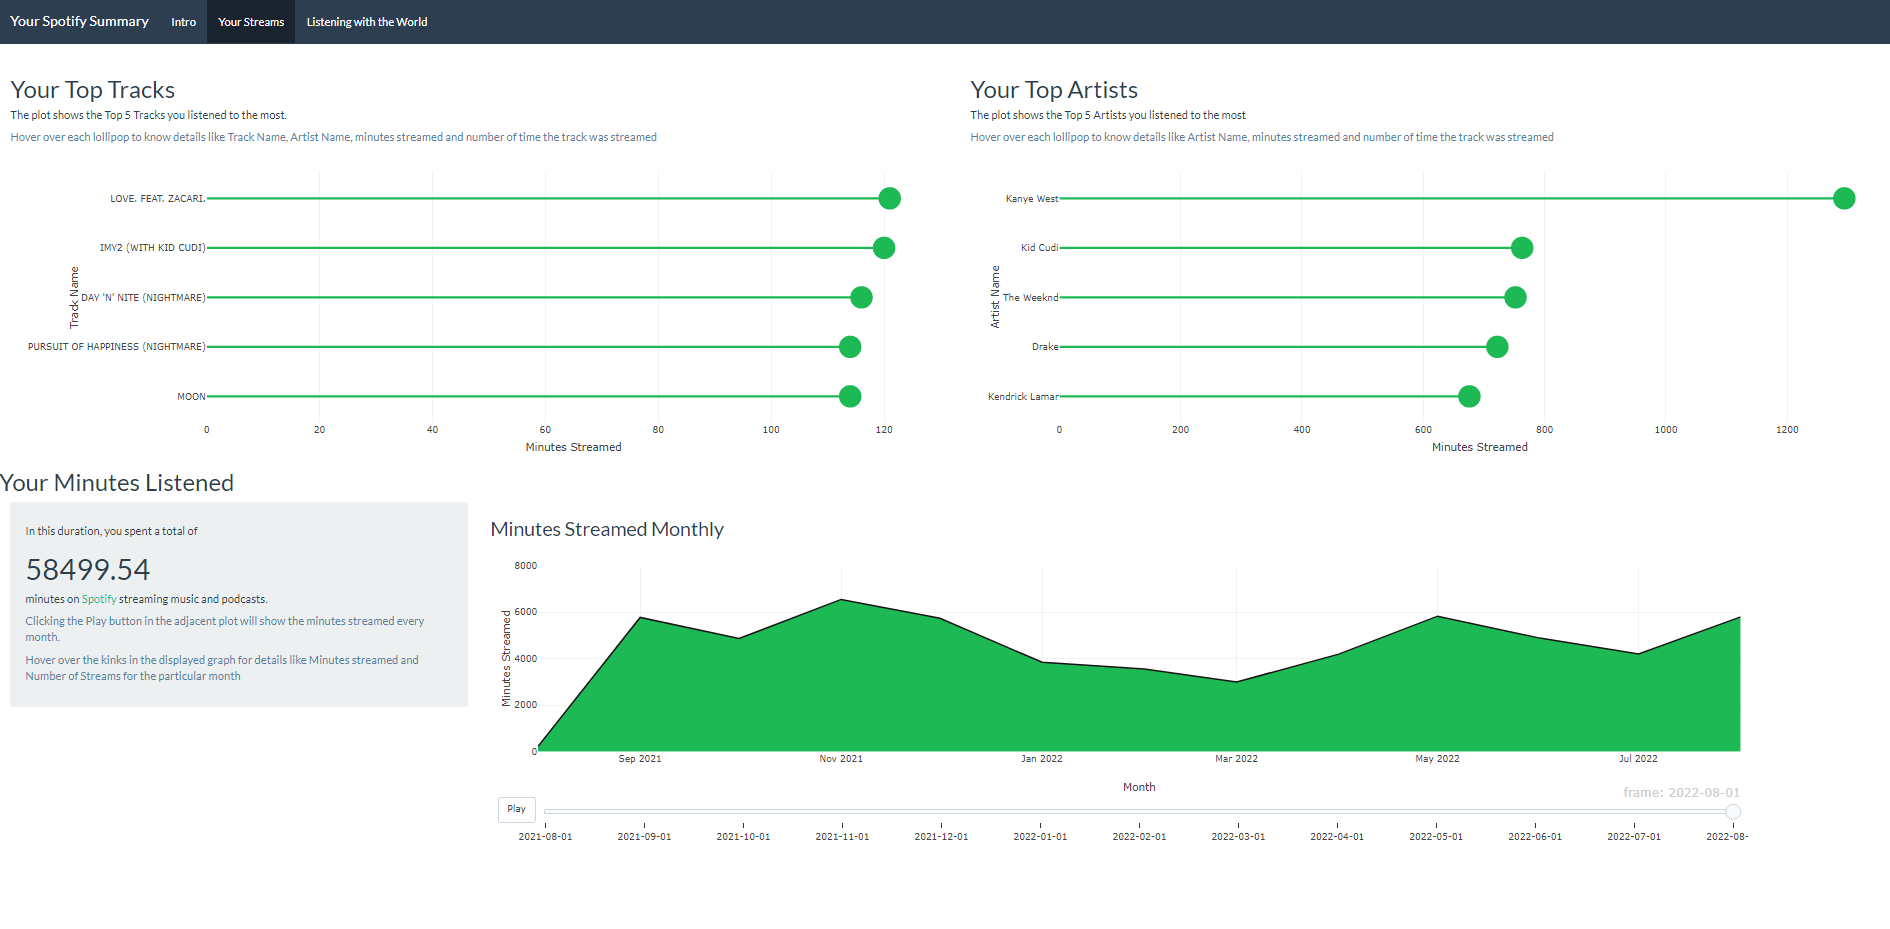 Your Spotify Summary
Intro
Your Streams
Listening with the World
Your Top Tracks
The plot shows the Top 5 Tracks you listened to the most.
Hover over each lollipop to know details like Track Name, Artist Name, minutes streamed and number of time the track was streamed
Track Name
LOVE. FEAT. ZACARI.
IMY2 (WITH KID CUDI)
DAY 'N' NITE (NIGHTMARE)
PURSUIT OF HAPPINESS (NIGHTMARE)
MOON
0 20 40 60 80 100 120
Minutes Streamed
Your Top Artists
The plot shows the Top 5 Artists you listened to the most
Hover over each lollipop to know details like Artist Name, minutes streamed and number of time the track was streamed
Artist Name
Kanye West
Kid Cudi
The Weeknd
Drake
Kendrick Lamar
0 200 400 600 800 1000 1200
Minutes Streamed
Your Minutes Listened
In this duration, you spent a total of
58499.54
minutes on Spotify streaming music and podcasts.
Clicking the Play button in the adjacent plot will show the minutes streamed every
month.
Hover over the kinks in the displayed graph for details like Minutes streamed and
Number of Streams for the particular month
Minutes Streamed Monthly
Minutes Streamed
8000
6000
4000
2000
0
Sep 2021 Nov 2021 Jan 2022 Mar 2022 May 2022 Jul 2022
Month
frame: 2022-08-01
Play
2021-08-01 2021-09-01 2021-10-01 2021-11-01 2021-12-01 2022-01-01 2022-02-01 2022-03-01 2022-04-01 2022-05-01 2022-06-01 2022-07-01 2022-08-